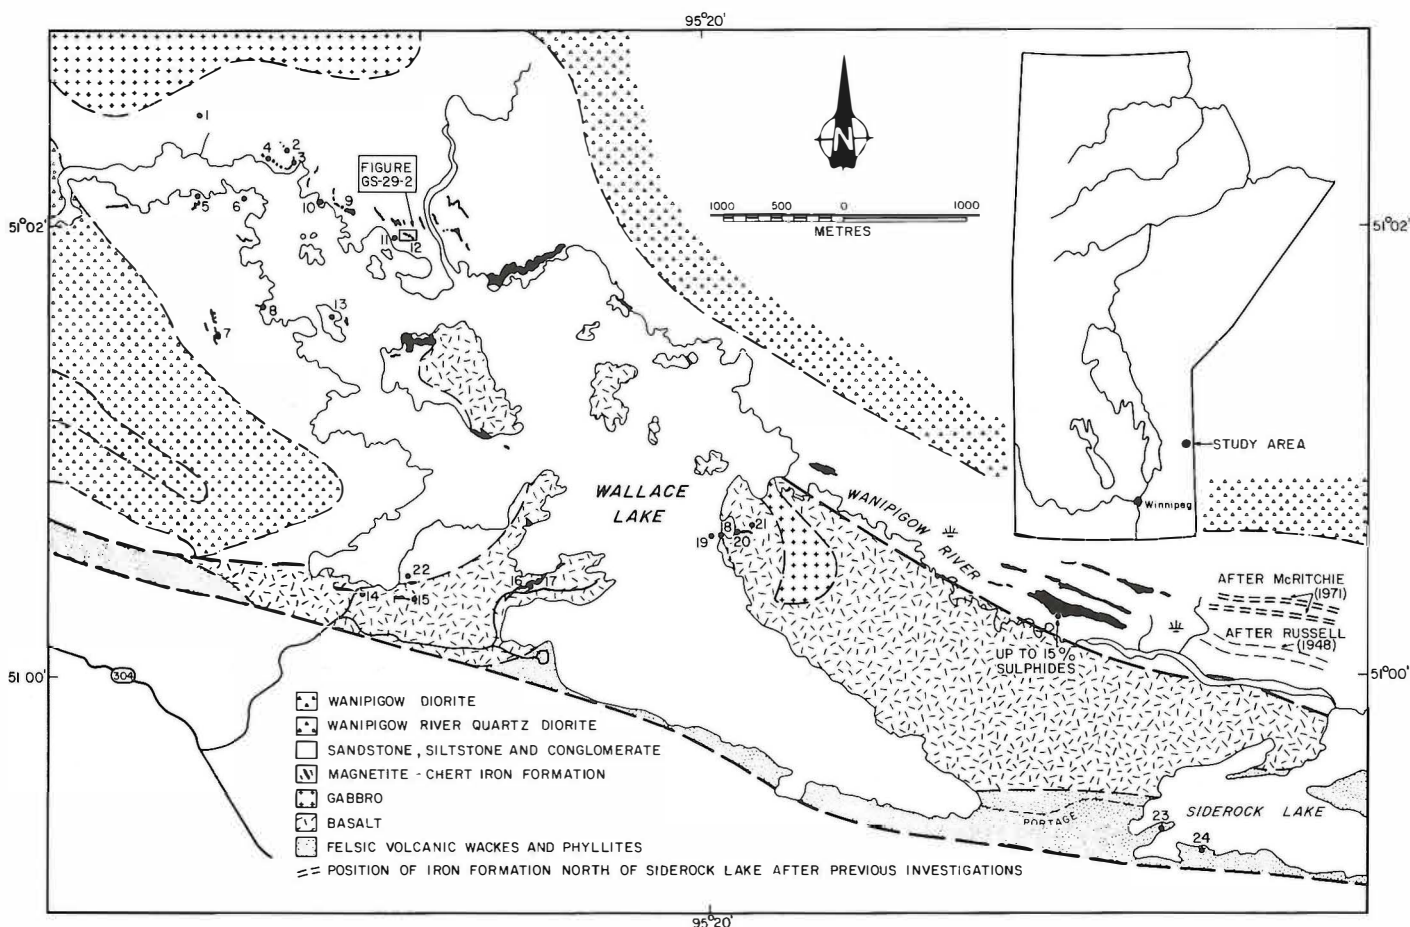 95°20'
1
2
4
3
FIGURE
GS-29-2
N
1000 500 0 1000
METRES
5
6
10
9
51°02'
51°02'
11
12
8
13
7
STUDY AREA
Winnipeg
WALLACE
LAKE
WANIPIGOW RIVER
21
18
19
20
22
16
17
14
15
AFTER McRITCHIE
(1971)
AFTER RUSSELL
(1948)
UP TO 15%
SULPHIDES
51 00'
51°00'
304
WANIPIGOW DIORITE
WANIPIGOW RIVER QUARTZ DIORITE
SANDSTONE, SILTSTONE AND CONGLOMERATE
MAGNETITE - CHERT IRON FORMATION
GABBRO
BASALT
FELSIC VOLCANIC WACKES AND PHYLLITES
POSITION OF IRON FORMATION NORTH OF SIDEROCK LAKE AFTER PREVIOUS INVESTIGATIONS
SIDEROCK LAKE
PORTAGE
23
24
95°20'